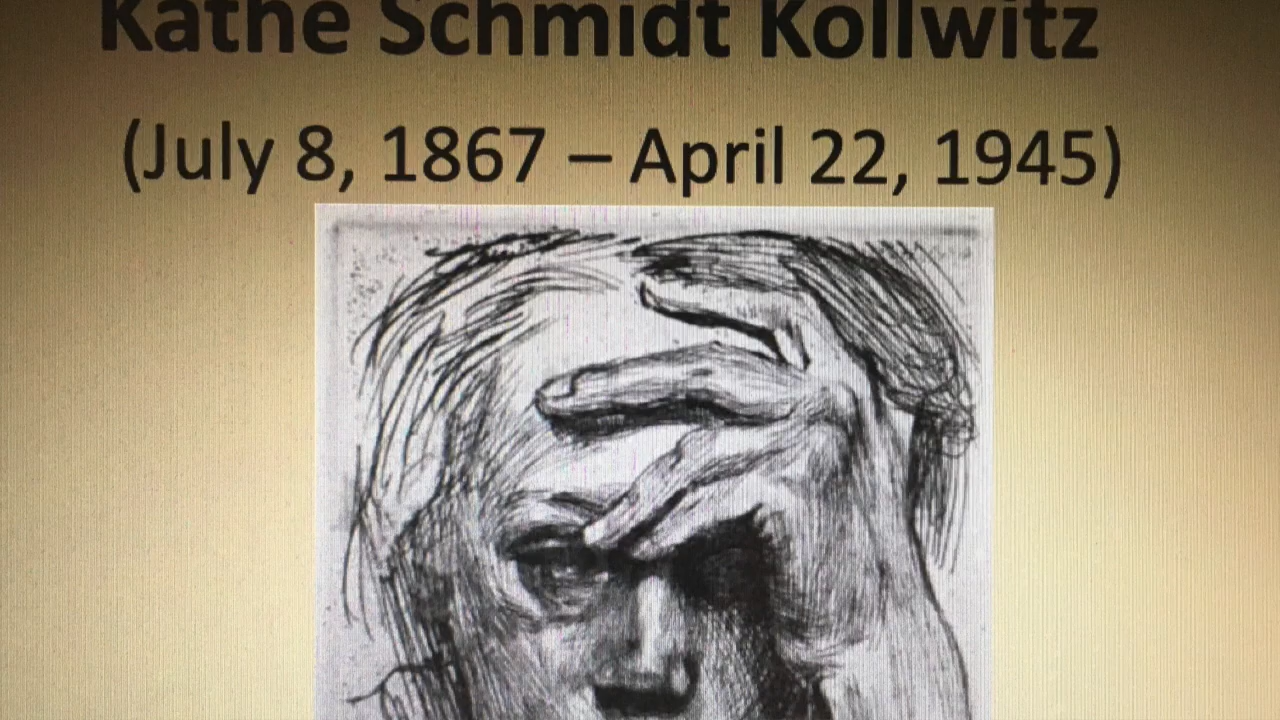 Kathe Schmidt Kollwitz
(July 8, 1867 – April 22, 1945)